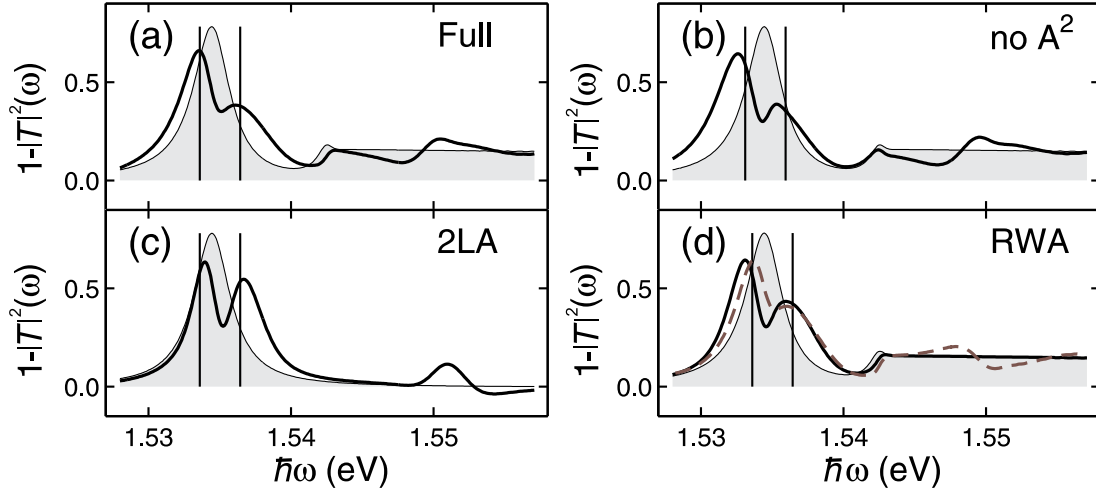 (a) Full
1-|T|²(ω)
0.5
0.0
(b) no A²
1-|T|²(ω)
0.5
0.0
(c) 2LA
1-|T|²(ω)
0.5
0.0
1.53 1.54 1.55
ħω (eV)
(d) RWA
1-|T|²(ω)
0.5
0.0
1.53 1.54 1.55
ħω (eV)